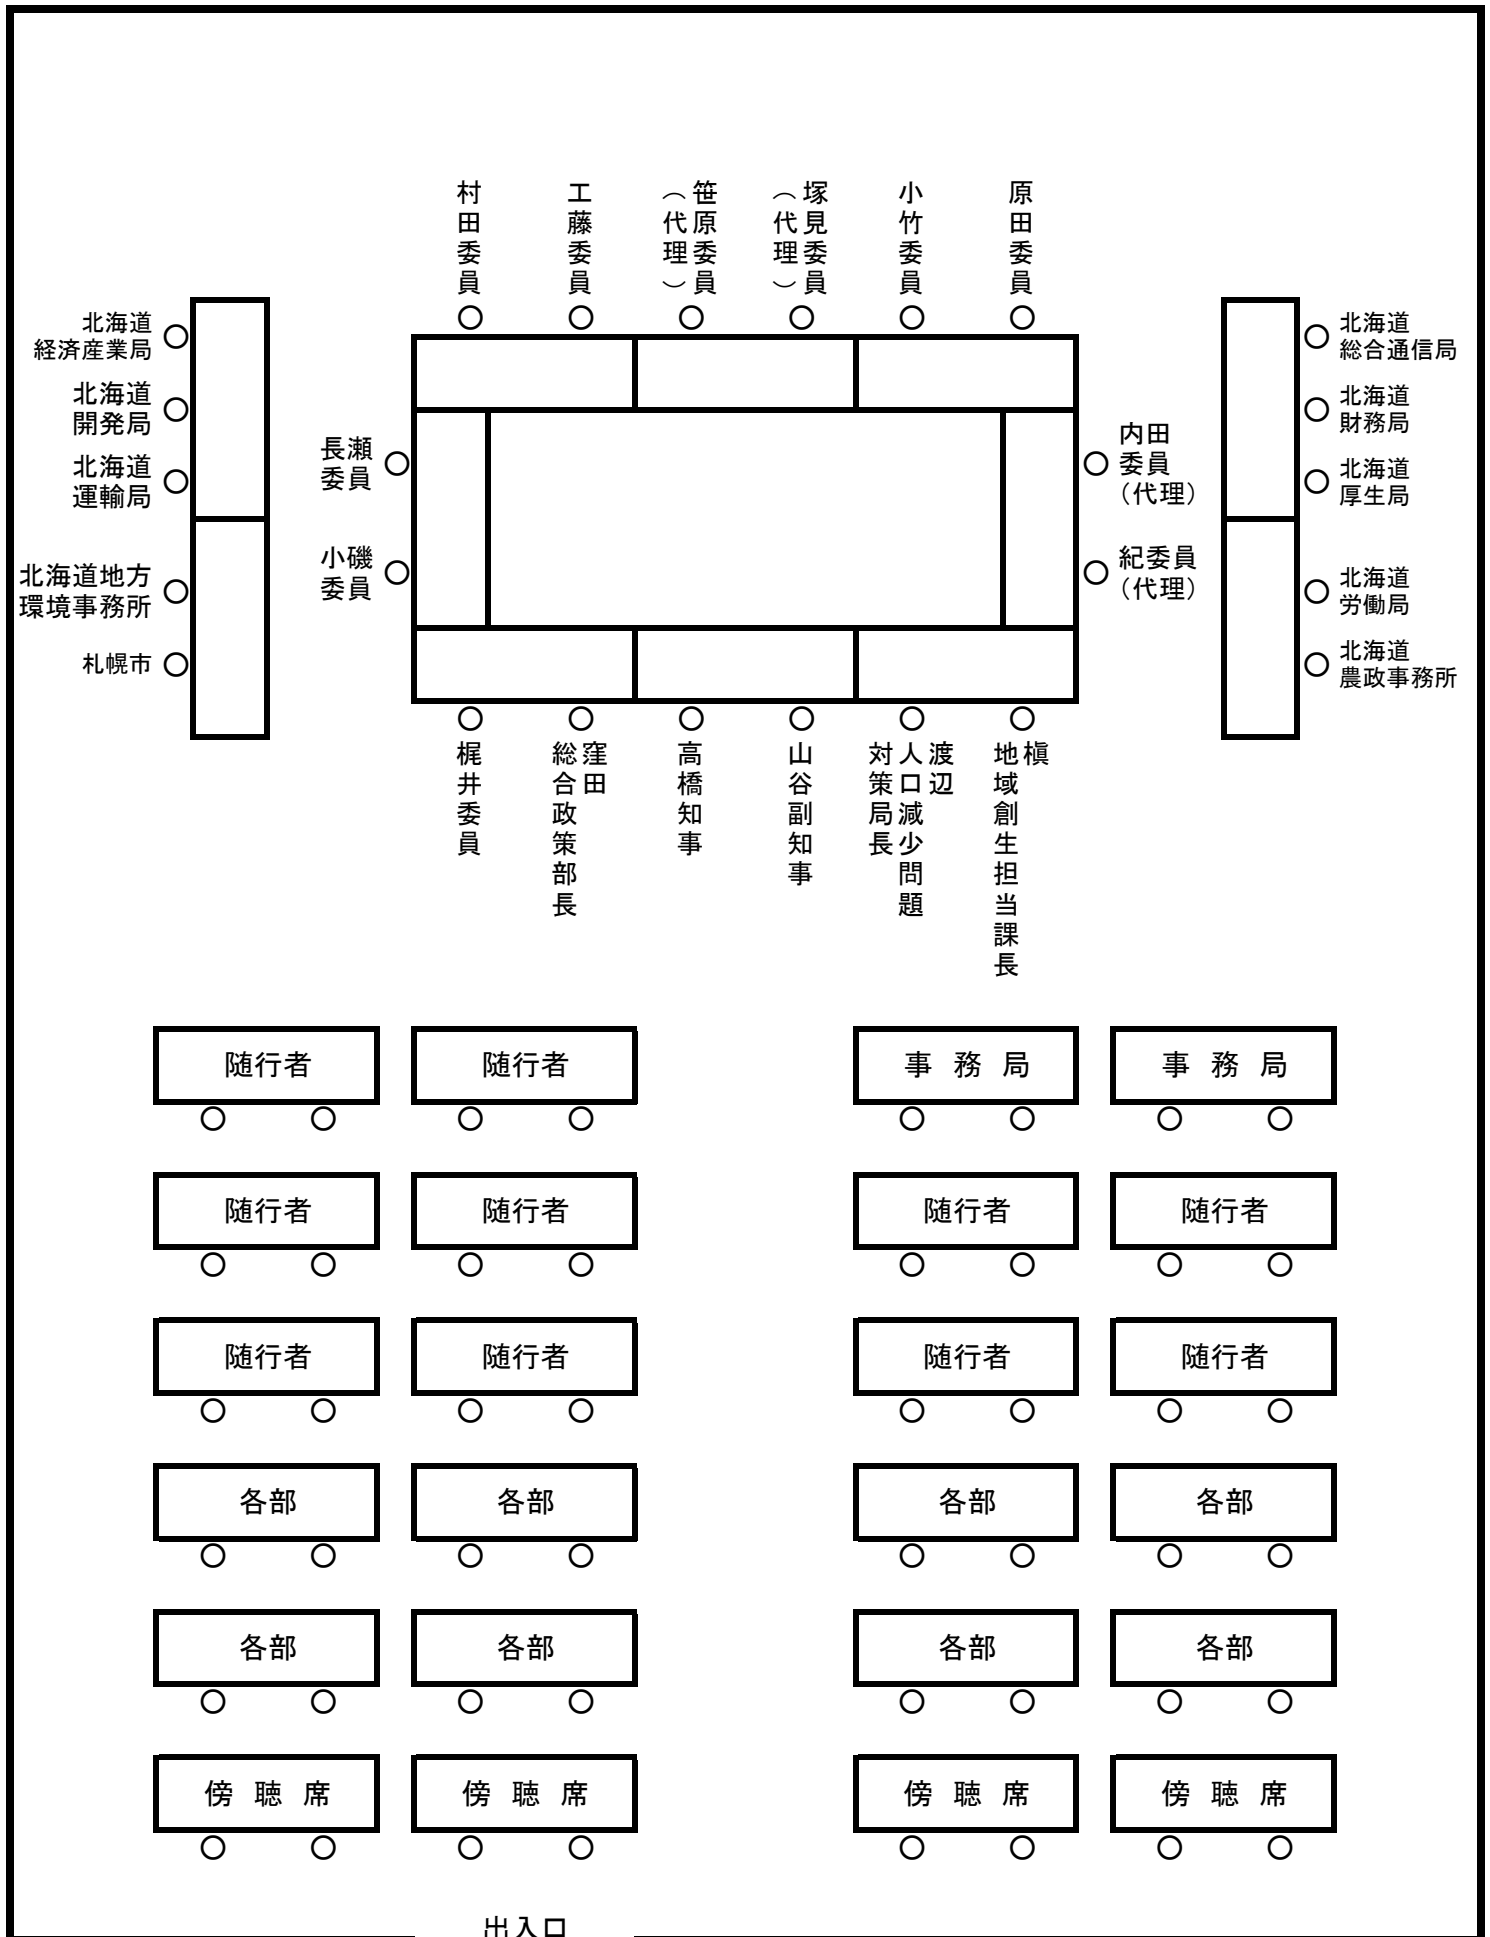 村田委員
工藤委員
笹原委員
（代理）
塚見委員
（代理）
小竹委員
原田委員
北海道
経済産業局
北海道
開発局
北海道
運輸局
北海道地方
環境事務所
札幌市
長瀬
委員
小磯
委員
内田
委員
（代理）
紀委員
（代理）
北海道
総合通信局
北海道
財務局
北海道
厚生局
北海道
労働局
北海道
農政事務所
梶井委員
窪田
総合政策部長
高橋知事
山谷副知事
渡辺
人口減少問題
対策局長
槇
地域創生担当課長
随行者 随行者 事務局 事務局
随行者 随行者 随行者 随行者
随行者 随行者 随行者 随行者
各部 各部 各部 各部
各部 各部 各部 各部
傍聴席 傍聴席 傍聴席 傍聴席
出入口